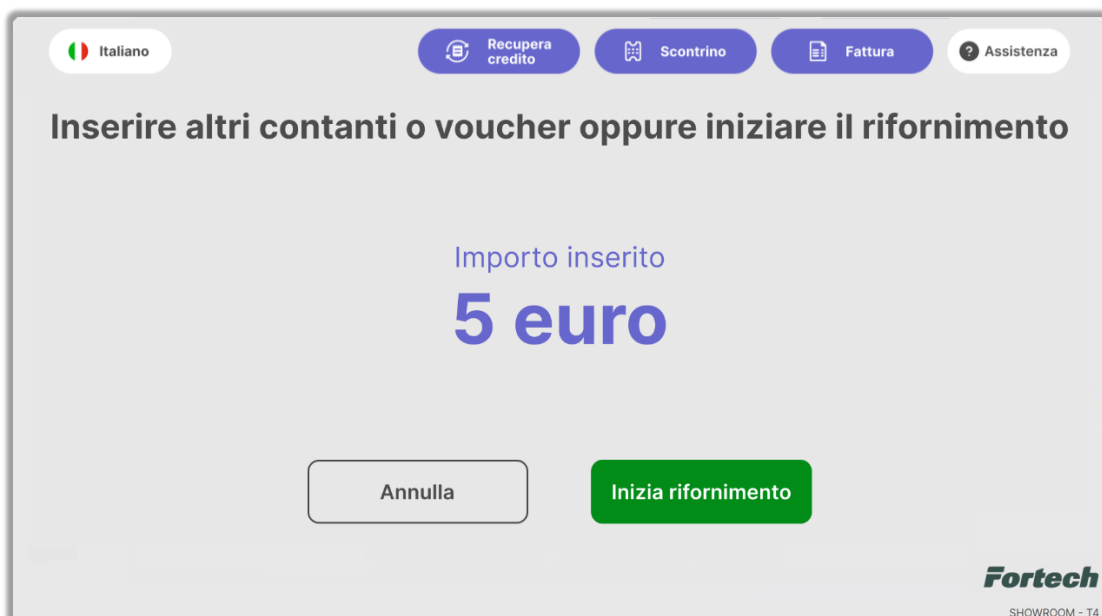 Italiano
Recupera
credito
Scontrino
Fattura
? Assistenza
Inserire altri contanti o voucher oppure iniziare il rifornimento
Importo inserito
5 euro
Annulla
Inizia rifornimento
Fortech
SHOWROOM - T4